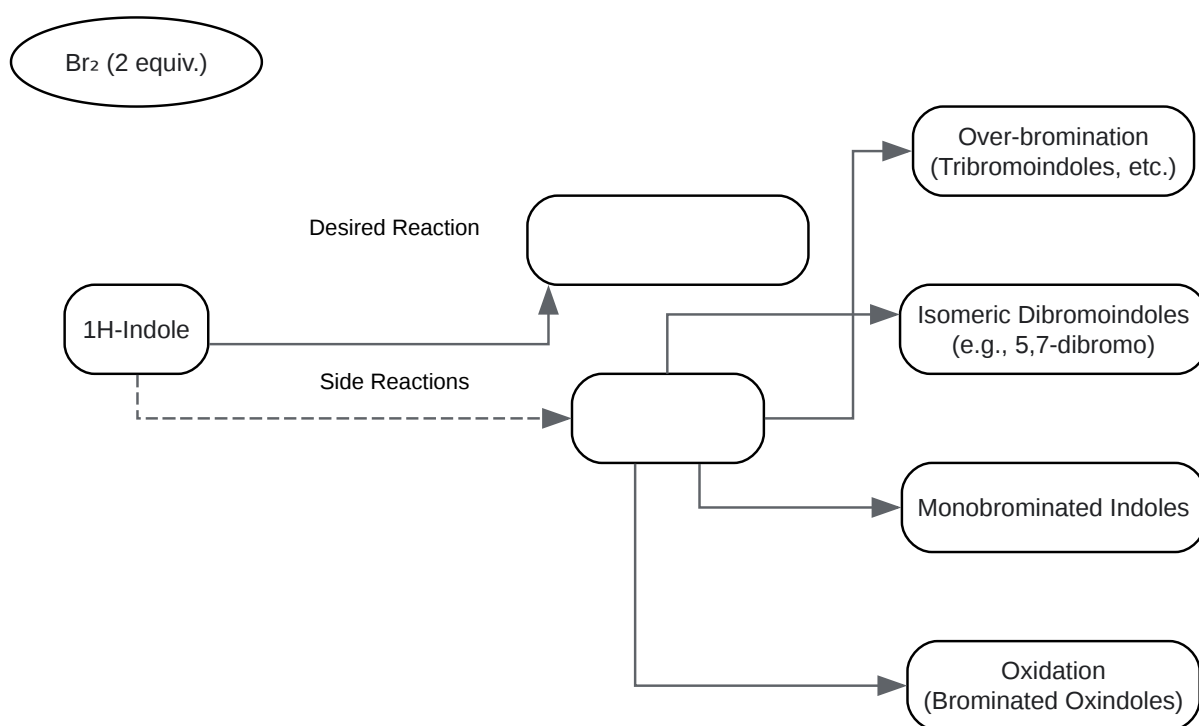 Br₂ (2 equiv.)
Over-bromination
(Tribromoindoles, etc.)
Desired Reaction
1H-Indole
Isomeric Dibromoindoles
(e.g., 5,7-dibromo)
Side Reactions
Monobrominated Indoles
Oxidation
(Brominated Oxindoles)